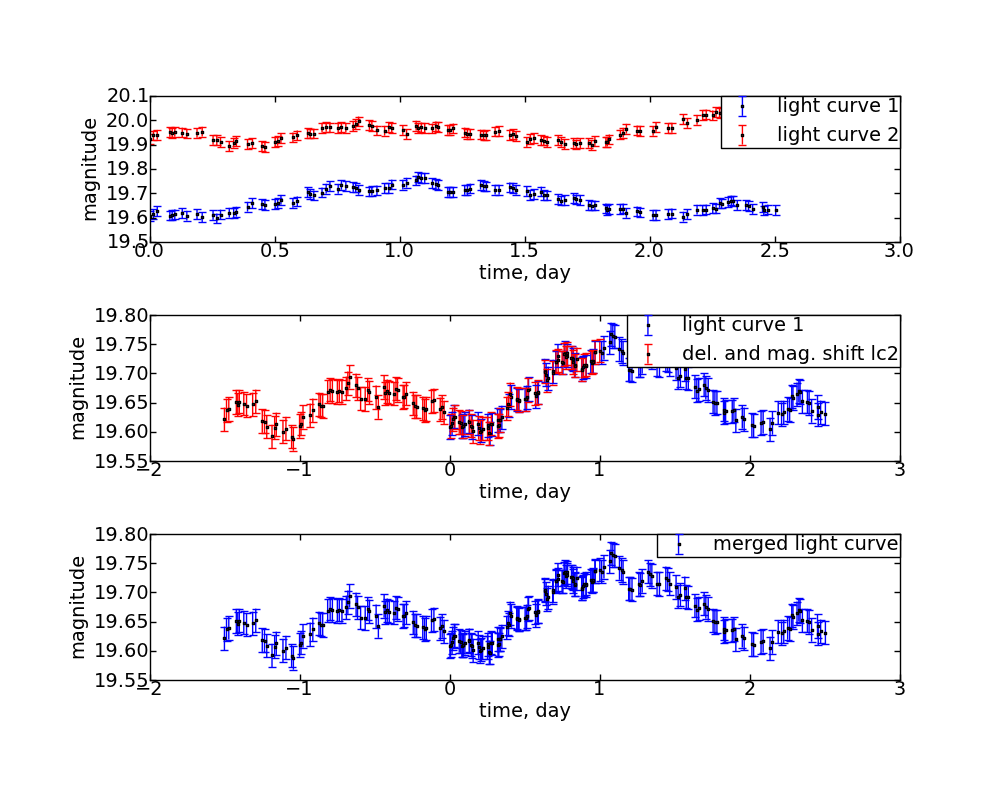 20.1
20.0
19.9
19.8
19.7
19.6
19.5
magnitude
light curve 1
light curve 2
0.0 0.5 1.0 1.5 2.0 2.5 3.0
time, day
19.80
19.75
19.70
19.65
19.60
19.55
magnitude
light curve 1
del. and mag. shift lc2
−2 −1 0 1 2 3
time, day
19.80
19.75
19.70
19.65
19.60
19.55
magnitude
merged light curve
−2 −1 0 1 2 3
time, day